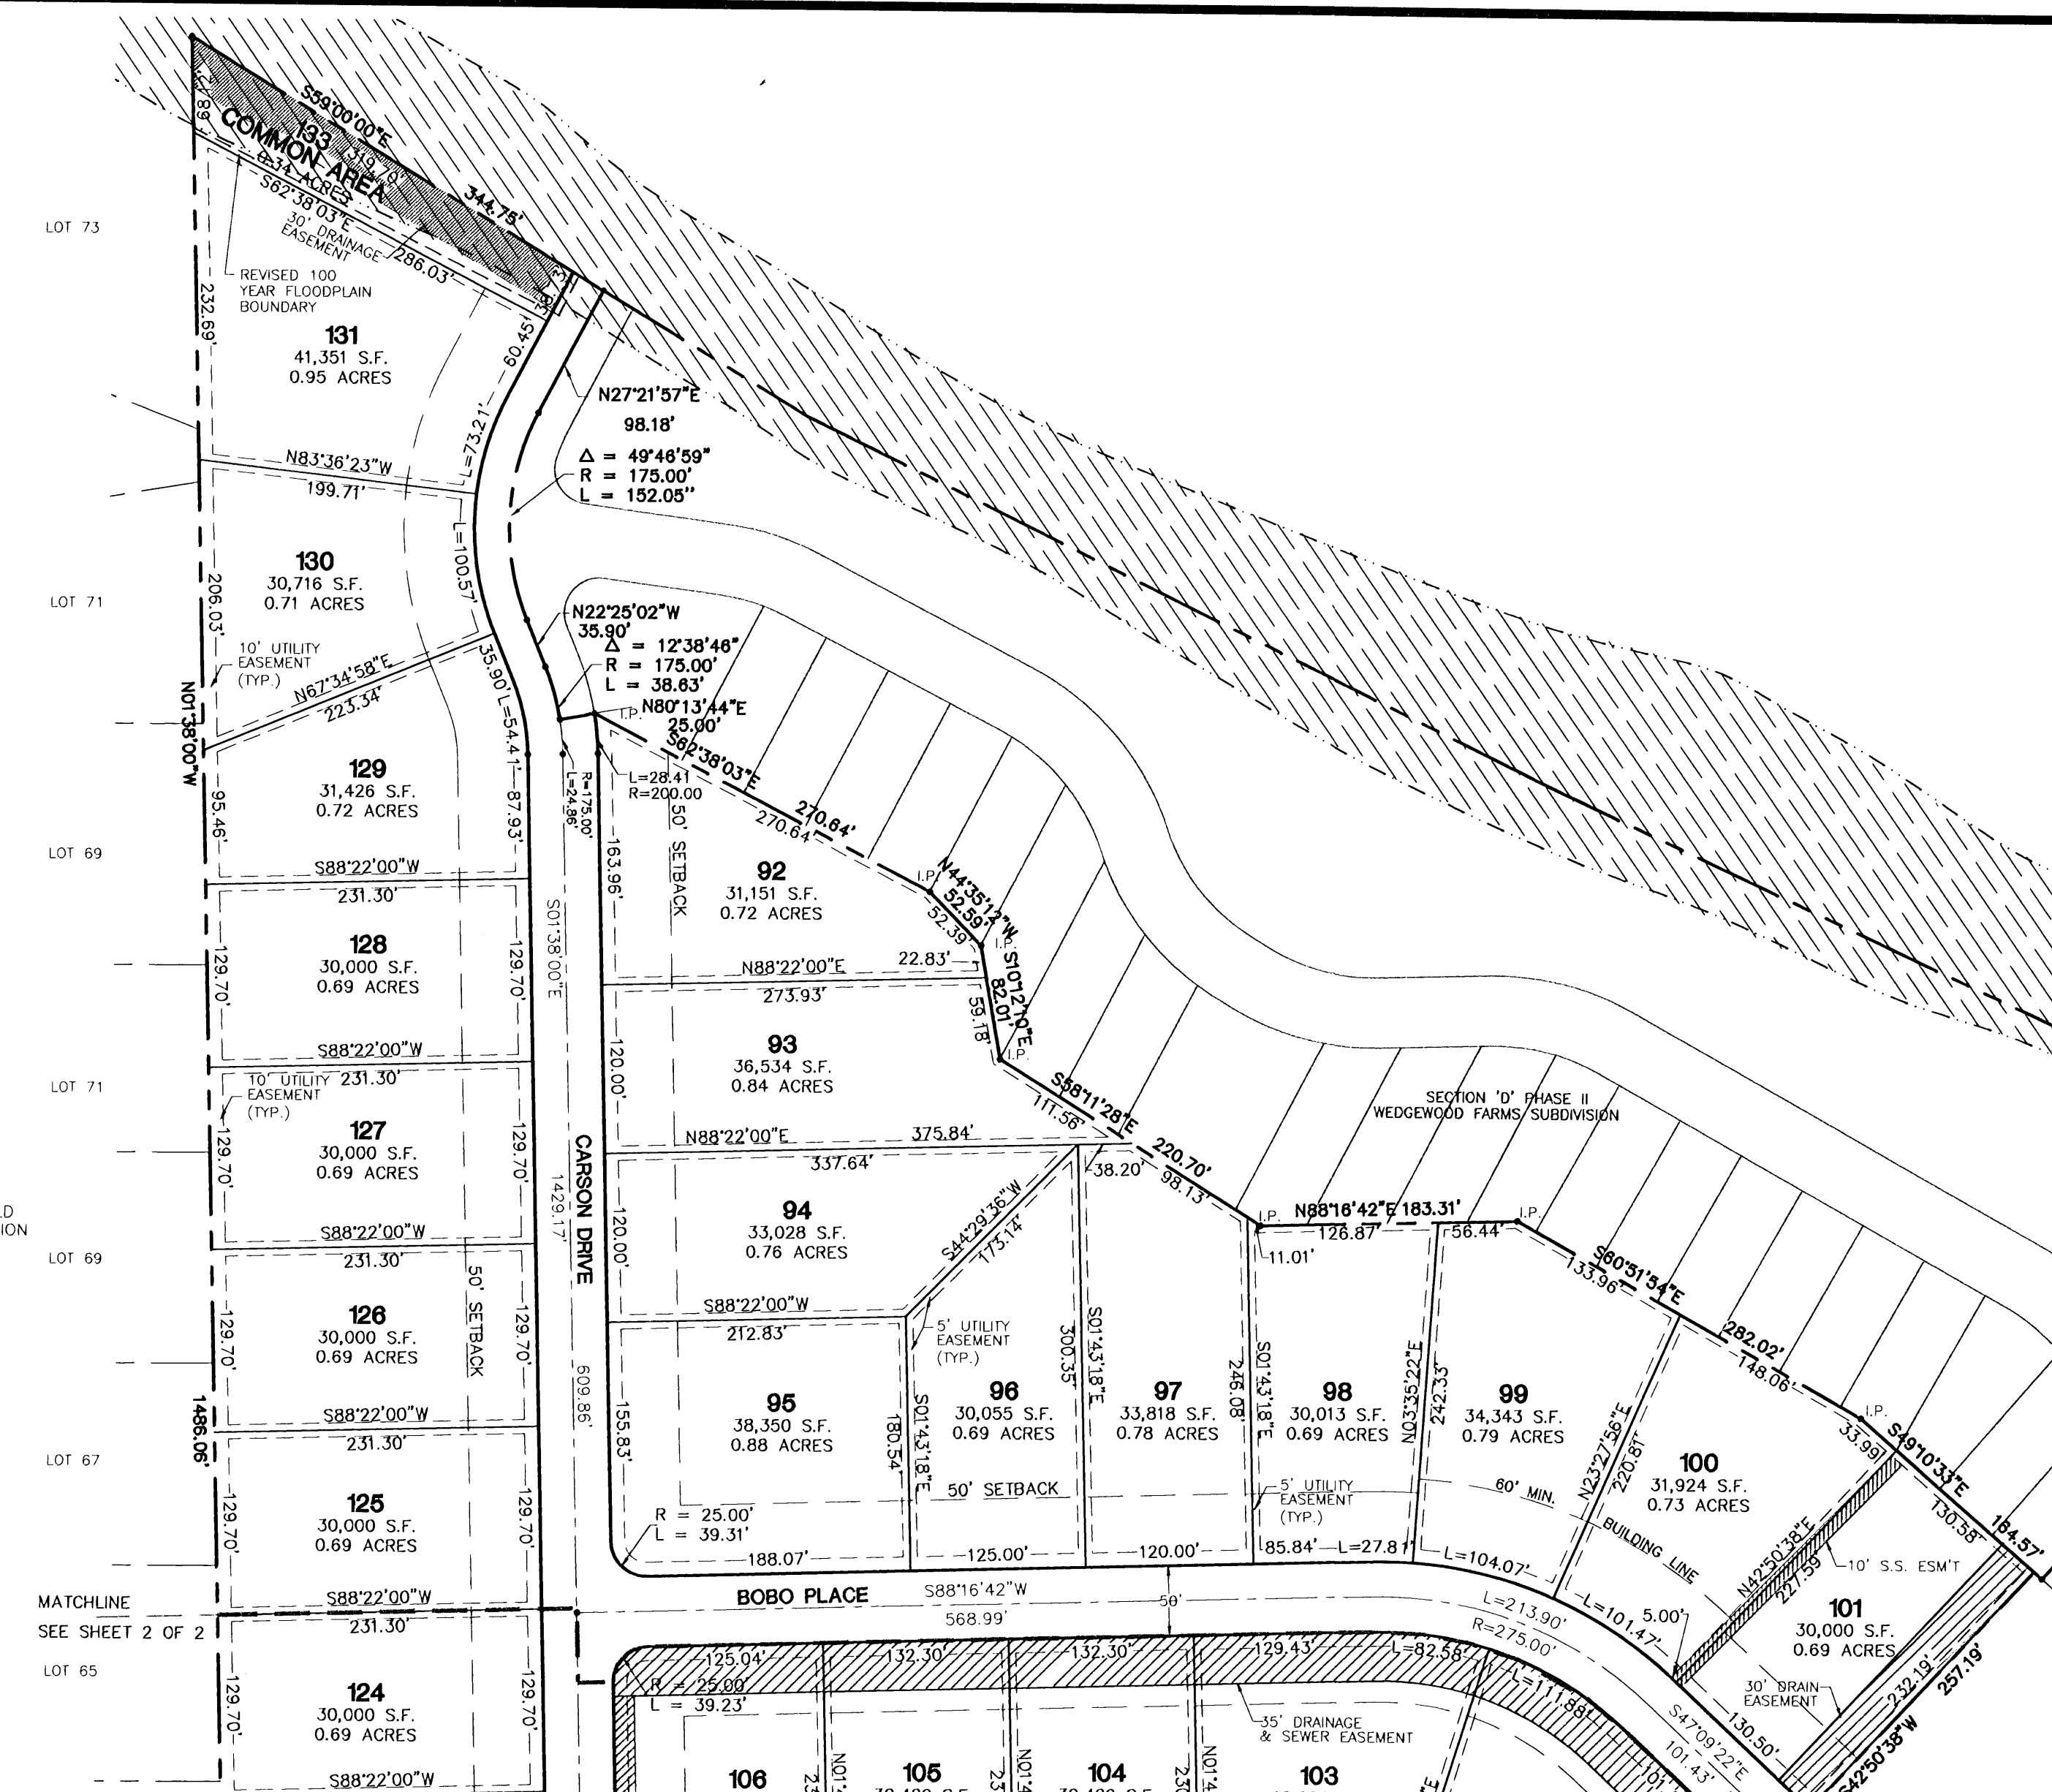 S59°00'00"E
344.75'
133
COMMON AREA
0.34 ACRES
319.79'
S62°38'03"E
30' DRAINAGE
EASEMENT
286.03'
LOT 73
REVISED 100
YEAR FLOODPLAIN
BOUNDARY
232.69'
131
41,351 S.F.
0.95 ACRES
60.45'
L=73.21'
N27°21'57"E
98.18'
Δ = 49°46'59"
R = 175.00'
L = 152.05''
N83°36'23"W
199.71'
L=100.57'
130
30,716 S.F.
0.71 ACRES
LOT 71
206.03'
10' UTILITY
EASEMENT
(TYP.)
N67°34'58"E
223.34'
N22°25'02"W
35.90'
Δ = 12°38'46"
R = 175.00'
L = 38.63'
N80°13'44"E
25.00'
I.P.
35.90'
L=54.41'
87.93'
N01°38'00"W
129
31,426 S.F.
0.72 ACRES
95.46'
LOT 69
S88°22'00"W
231.30'
L=28.41
R=200.00
R=175.00'
L=24.86'
S62°38'03"E
270.64'
270.64'
163.96'
50' SETBACK
92
31,151 S.F.
0.72 ACRES
I.P.
N44°35'12"W
52.59'
52.39'
I.P.
S10°12'10"E
82.01'
22.83'
N88°22'00"E
273.93'
59.18'
I.P.
128
30,000 S.F.
0.69 ACRES
129.70'
129.70'
S01°38'00"E
S88°22'00"W
231.30'
93
36,534 S.F.
0.84 ACRES
120.00'
S58°11'28"E
111.56'
220.70'
98.13'
LOT 71
10' UTILITY
EASEMENT
(TYP.)
127
30,000 S.F.
0.69 ACRES
129.70'
129.70'
CARSON DRIVE
1429.17'
N88°22'00"E
375.84'
337.64'
38.20'
SECTION 'D' PHASE II
WEDGEWOOD FARMS SUBDIVISION
LD
ION
S88°22'00"W
231.30'
LOT 69
94
33,028 S.F.
0.76 ACRES
120.00'
S44°29'36"W
173.14'
S88°22'00"W
212.83'
I.P.
N88°16'42"E 183.31'
126.87'
56.44'
I.P.
11.01'
S60°51'54"E
133.96'
282.02'
148.06'
I.P.
126
30,000 S.F.
0.69 ACRES
129.70'
129.70'
50' SETBACK
609.86'
1486.06'
S88°22'00"W
231.30'
5' UTILITY
EASEMENT
(TYP.)
95
38,350 S.F.
0.88 ACRES
155.83'
180.54'
S01°43'18"E
96
30,055 S.F.
0.69 ACRES
300.35'
S01°43'18"E
97
33,818 S.F.
0.78 ACRES
246.08'
S01°43'18"E
98
30,013 S.F.
0.69 ACRES
N03°35'22"E
242.33'
99
34,343 S.F.
0.79 ACRES
N23°27'56"E
220.81'
100
31,924 S.F.
0.73 ACRES
33.99'
S49°10'33"E
130.58'
164.57'
LOT 67
125
30,000 S.F.
0.69 ACRES
129.70'
129.70'
50' SETBACK
5' UTILITY
EASEMENT
(TYP.)
60' MIN.
BUILDING LINE
N42°50'38"E
227.59'
10' S.S. ESM'T
R = 25.00'
L = 39.31'
188.07'
125.00'
120.00'
85.84'
L=27.81'
L=104.07'
L=101.47'
5.00'
101
30,000 S.F.
0.69 ACRES
MATCHLINE
SEE SHEET 2 OF 2
S88°22'00"W
231.30'
BOBO PLACE
S88°16'42"W
568.99'
50'
L=213.90'
R=275.00'
LOT 65
124
30,000 S.F.
0.69 ACRES
129.70'
129.70'
S88°22'00"W
125.04'
132.30'
132.30'
129.43'
L=82.58'
L=111.88'
R = 25.00'
L = 39.23'
35' DRAINAGE
& SEWER EASEMENT
S47°09'22"E
101.43'
130.50'
30' DRAIN
EASEMENT
232.19'
257.19'
S42°50'38"W
106
105
104
103